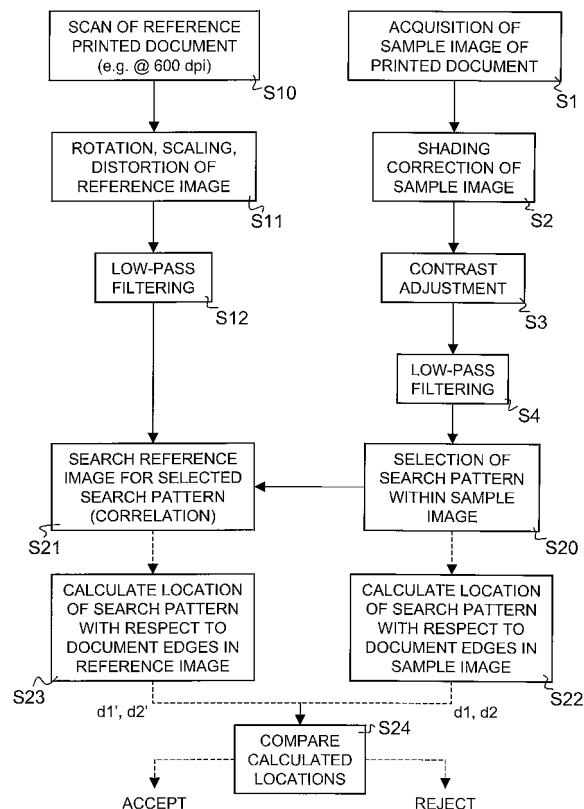 SCAN OF REFERENCE
PRINTED DOCUMENT
(e.g. @ 600 dpi)
S10
ACQUISITION OF
SAMPLE IMAGE OF
PRINTED DOCUMENT
S1
ROTATION, SCALING,
DISTORTION OF
REFERENCE IMAGE
S11
SHADING
CORRECTION OF
SAMPLE IMAGE
S2
LOW-PASS
FILTERING
S12
CONTRAST
ADJUSTMENT
S3
LOW-PASS
FILTERING
S4
SEARCH REFERENCE
IMAGE FOR SELECTED
SEARCH PATTERN
(CORRELATION)
S21
SELECTION OF
SEARCH PATTERN
WITHIN SAMPLE
IMAGE
S20
CALCULATE LOCATION
OF SEARCH PATTERN
WITH RESPECT TO
DOCUMENT EDGES IN
REFERENCE IMAGE
S23
CALCULATE LOCATION
OF SEARCH PATTERN
WITH RESPECT TO
DOCUMENT EDGES IN
SAMPLE IMAGE
S22
d1', d2'
d1, d2
S24
COMPARE
CALCULATED
LOCATIONS
ACCEPT
REJECT